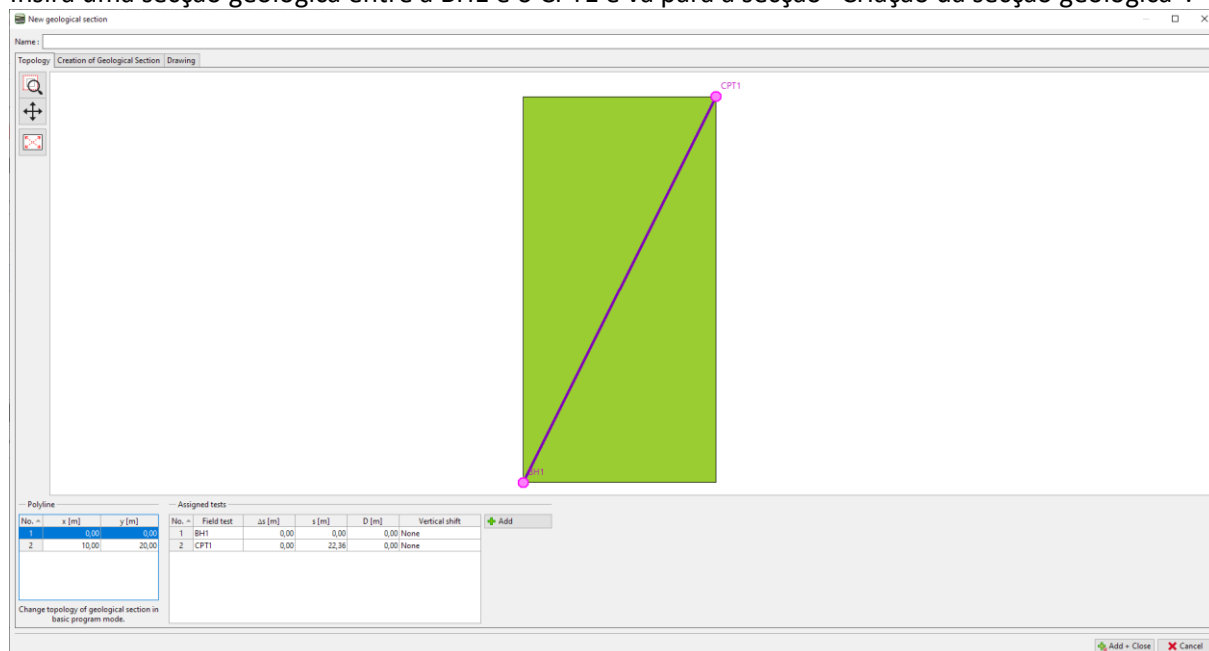 Insira uma secção geológica entre a BH1 e o CPT1 e vá para a secção "Criação da secção geológica".
New geological section
Name :
Topology Creation of Geological Section Drawing
CPT1
BH1
Polyline
No. x [m] y [m]
1 0,00 0,00
2 10,00 20,00
Change topology of geological section in
basic program mode.
Assigned tests
No. Field test Δs [m] s [m] D [m] Vertical shift
1 BH1 0,00 0,00 0,00 None
2 CPT1 0,00 22,36 0,00 None
Add
Add + Close Cancel